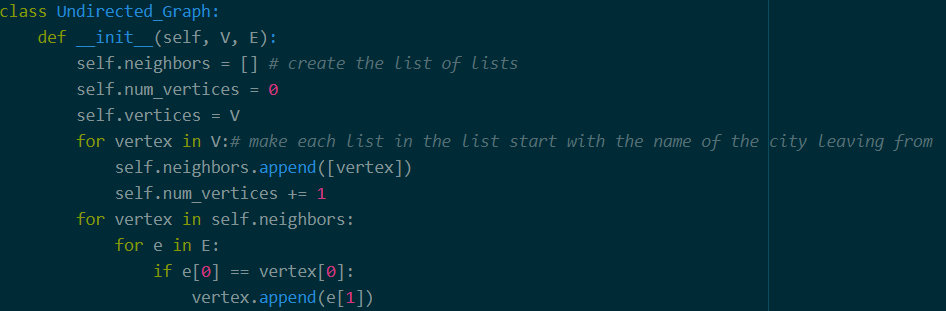 class Undirected_Graph:
    def __init__(self, V, E):
        self.neighbors = [] # create the list of lists
        self.num_vertices = 0
        self.vertices = V
        for vertex in V:# make each list in the list start with the name of the city leaving from
            self.neighbors.append([vertex])
            self.num_vertices += 1
        for vertex in self.neighbors:
            for e in E:
                if e[0] == vertex[0]:
                    vertex.append(e[1])